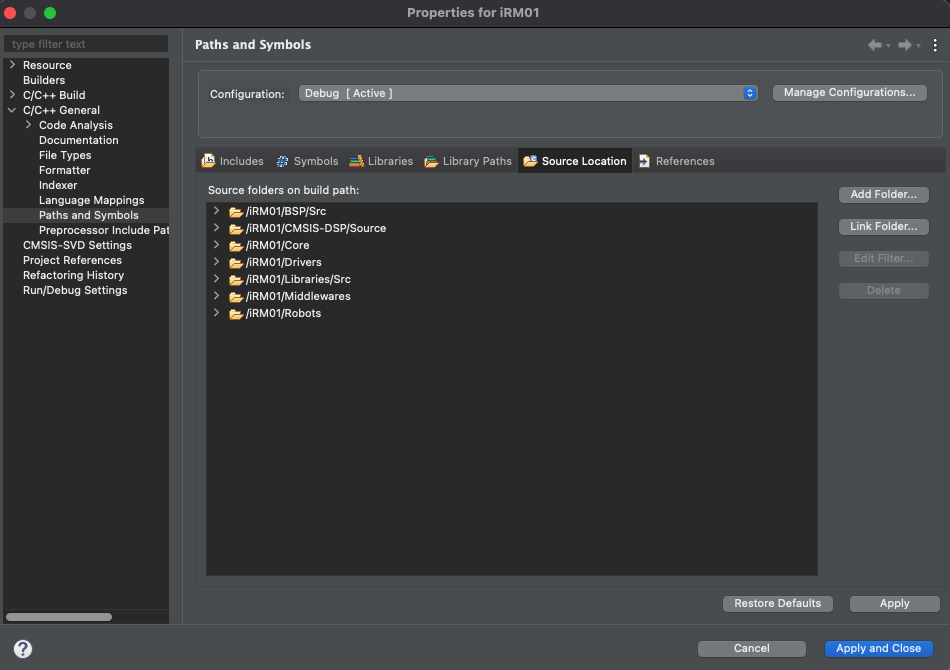 Properties for iRM01
type filter text
Resource
Builders
C/C++ Build
C/C++ General
Code Analysis
Documentation
File Types
Formatter
Indexer
Language Mappings
Paths and Symbols
Preprocessor Include Pat
CMSIS-SVD Settings
Project References
Refactoring History
Run/Debug Settings
Paths and Symbols
Configuration: Debug [ Active ] Manage Configurations...
Includes Symbols Libraries Library Paths Source Location References
Source folders on build path:
/iRM01/BSP/Src
/iRM01/CMSIS-DSP/Source
/iRM01/Core
/iRM01/Drivers
/iRM01/Libraries/Src
/iRM01/Middlewares
/iRM01/Robots
Add Folder...
Link Folder...
Edit Filter...
Delete
Restore Defaults Apply
? Cancel Apply and Close